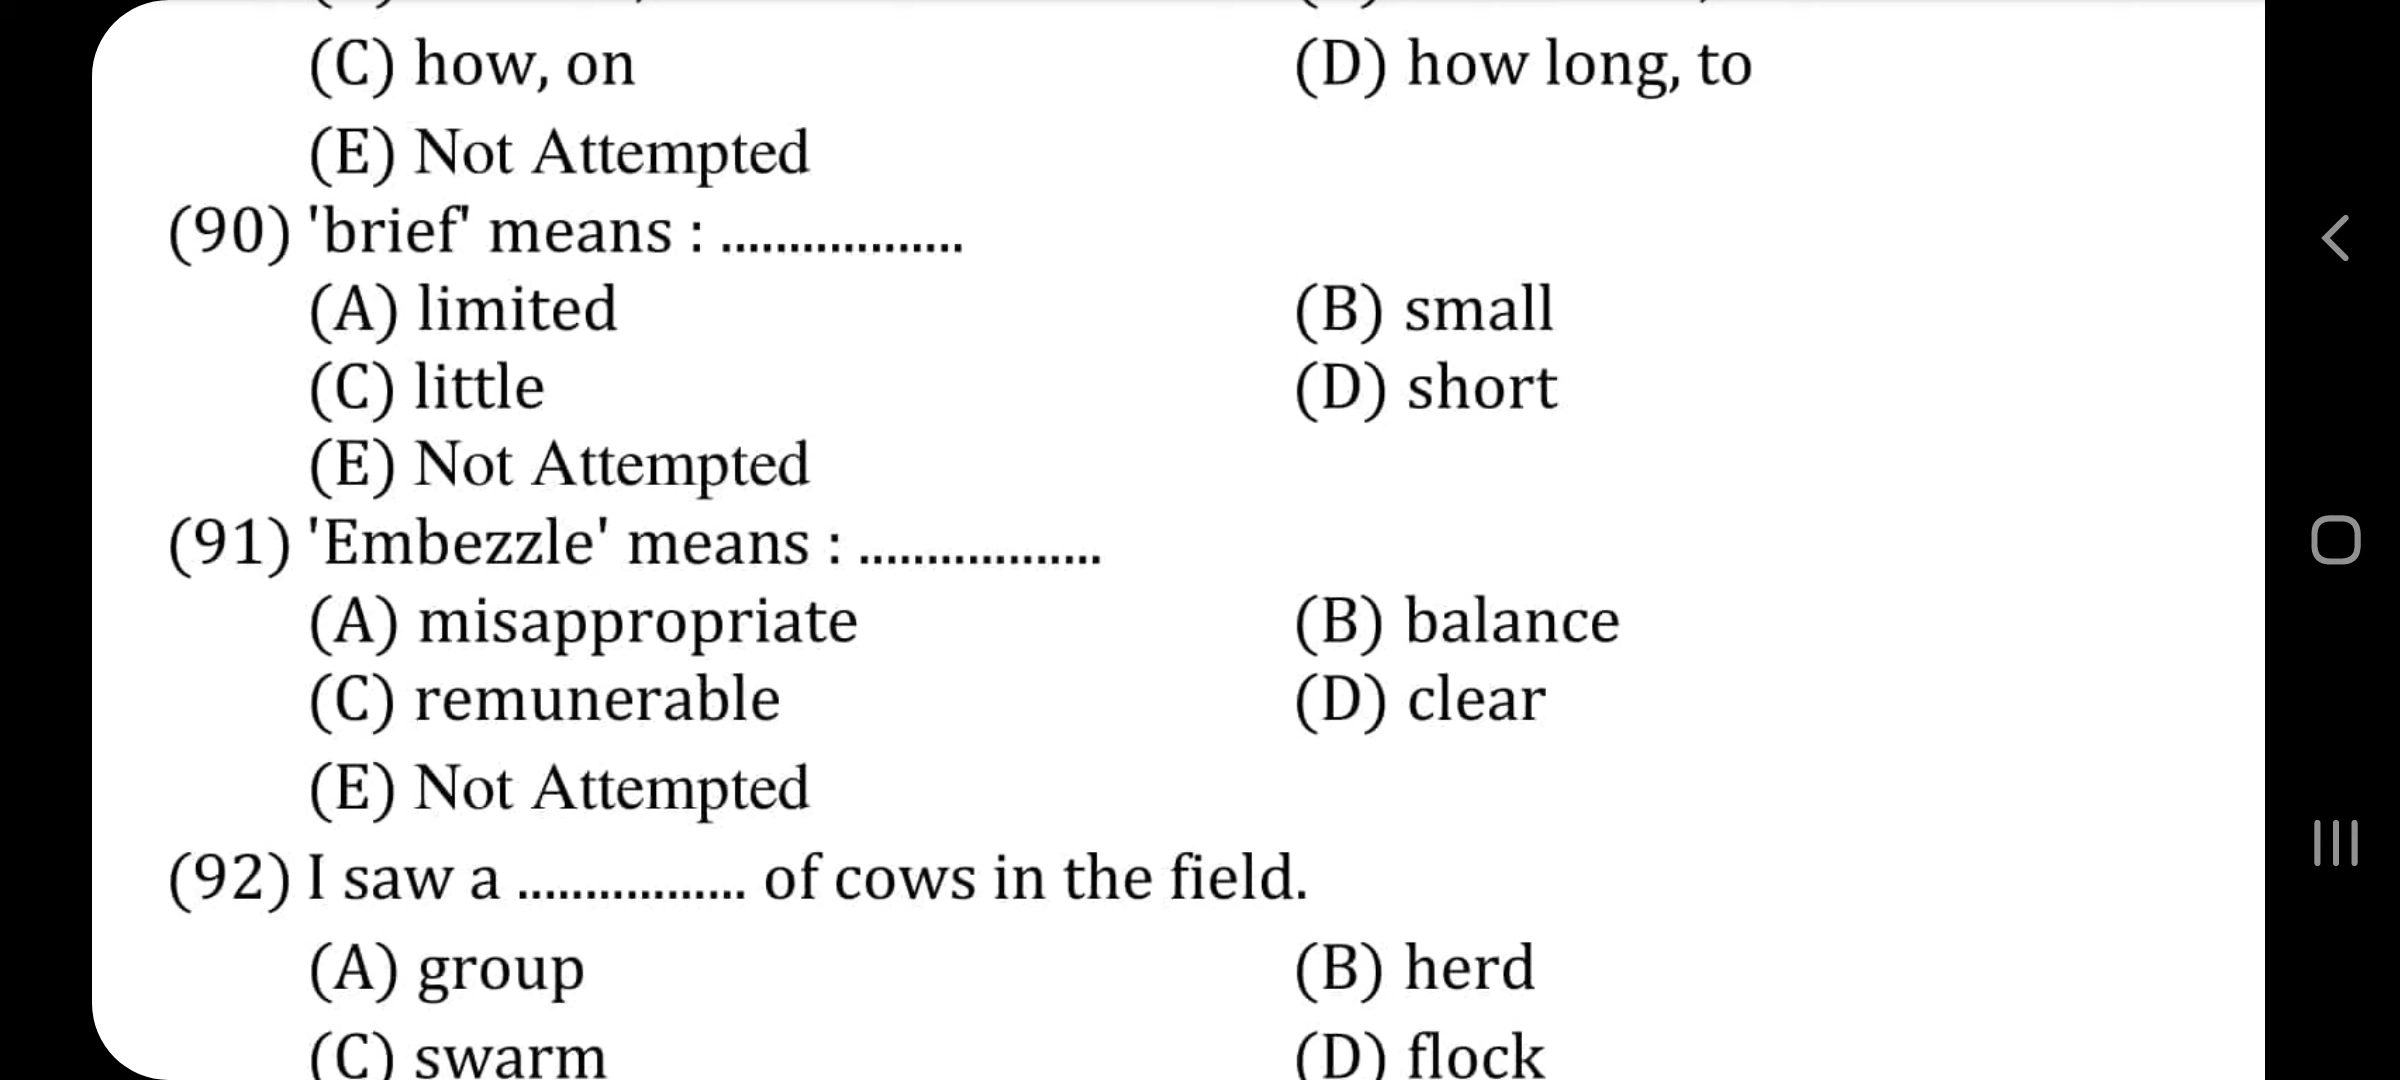 (C) how, on (D) how long, to
(E) Not Attempted
(90) 'brief' means : ..................
(A) limited (B) small
(C) little (D) short
(E) Not Attempted
(91) 'Embezzle' means : ..................
(A) misappropriate (B) balance
(C) remunerable (D) clear
(E) Not Attempted
(92) I saw a ................. of cows in the field.
(A) group (B) herd
(C) swarm (D) flock